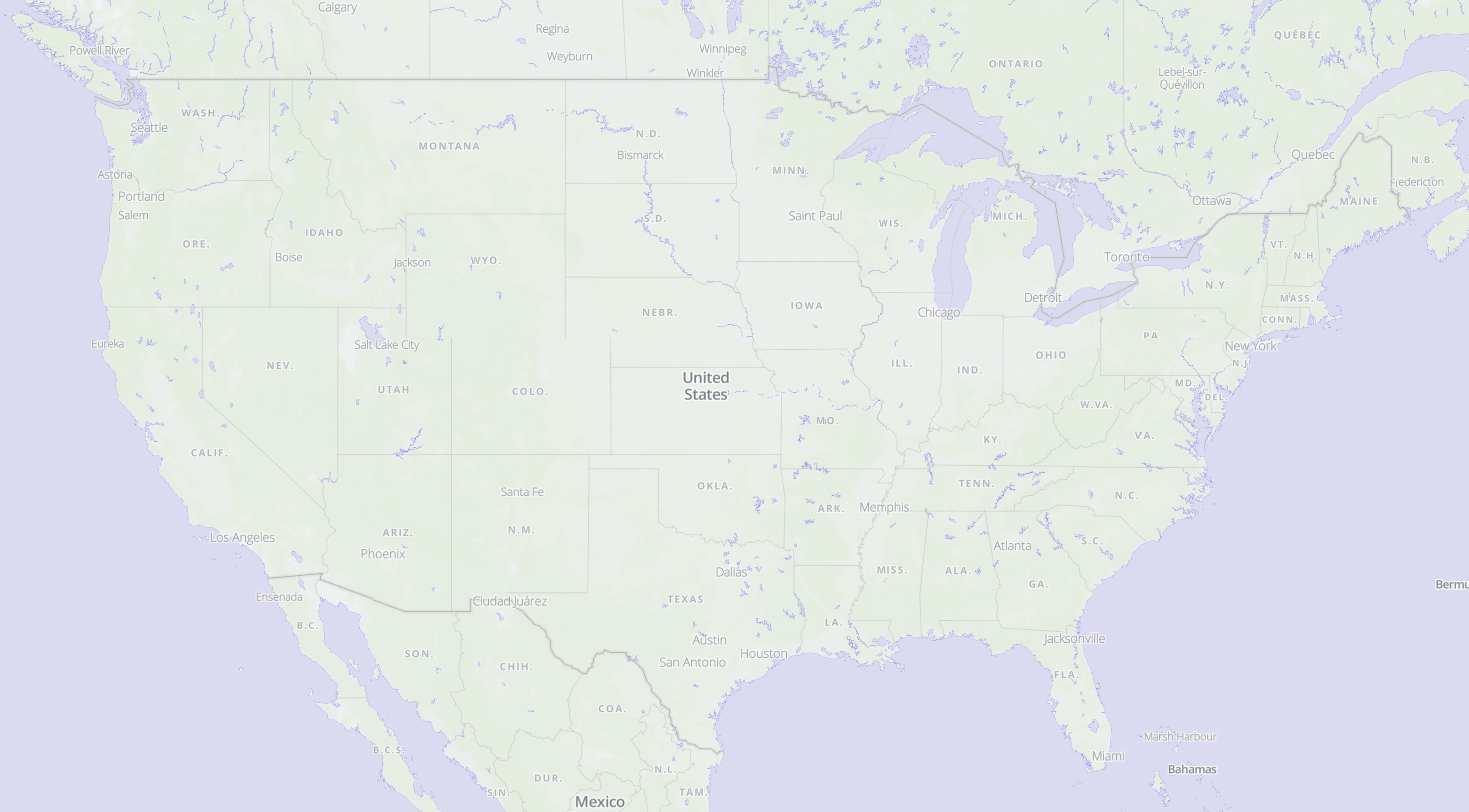 Calgary
Regina
Weyburn
Winnipeg
Winkler
Powell River
ONTARIO
QUÉBEC
Lebel-sur-
Quévillon
WASH.
Seattle
MONTANA
N.D.
Bismarck
MINN.
Quebec
N.B.
Fredericton
Astoria
Portland
Salem
S.D.
Saint Paul
WIS.
MICH.
Ottawa
MAINE
ORE.
IDAHO
Boise
Jackson
WYO.
Toronto
VT.
N.H.
N.Y.
MASS.
CONN.
Detroit
Chicago
IOWA
NEBR.
Eureka
Salt Lake City
NEV.
UTAH
COLO.
United
States
ILL.
IND.
OHIO
PA
New York
N.J.
MD.
DEL.
W.VA.
VA.
KY.
MO.
CALIF.
Santa Fe
OKLA.
ARK.
Memphis
TENN.
N.C.
Los Angeles
ARIZ.
Phoenix
N.M.
Dallas
MISS.
ALA.
Atlanta
GA.
S.C.
Bermu
Ensenada
B.C.
Ciudad Juárez
TEXAS
Austin
San Antonio
Houston
LA.
Jacksonville
FLA.
SON.
CHIH.
COA.
B.C.S.
SIN.
DUR.
N.L.
TAM.
Mexico
Miami
Marsh Harbour
Bahamas